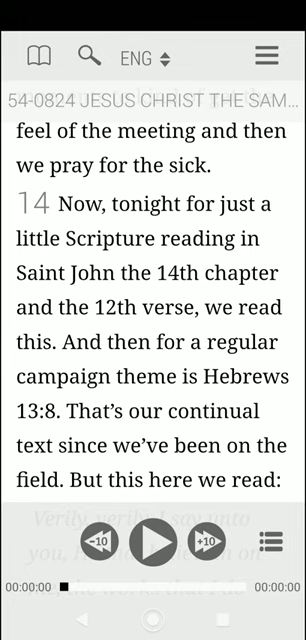 ENG
54-0824 JESUS CHRIST THE SAM...
feel of the meeting and then
we pray for the sick.
14 Now, tonight for just a
little Scripture reading in
Saint John the 14th chapter
and the 12th verse, we read
this. And then for a regular
campaign theme is Hebrews
13:8. That’s our continual
text since we’ve been on the
field. But this here we read:
Verily, verily, I say unto
-10
+10
you,
on
00:00:00
00:00:00